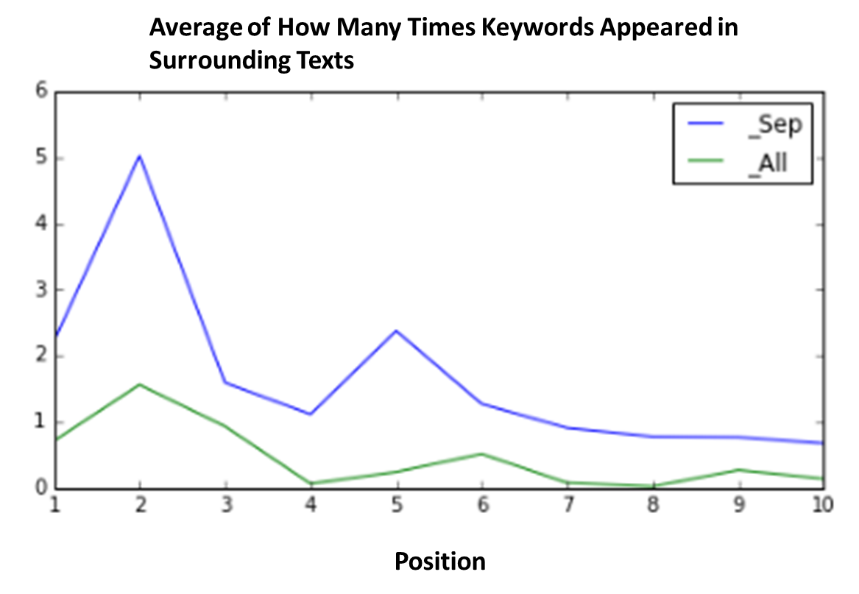 Average of How Many Times Keywords Appeared in
Surrounding Texts
6
5
4
3
2
1
0
_Sep
_All
1 2 3 4 5 6 7 8 9 10
Position